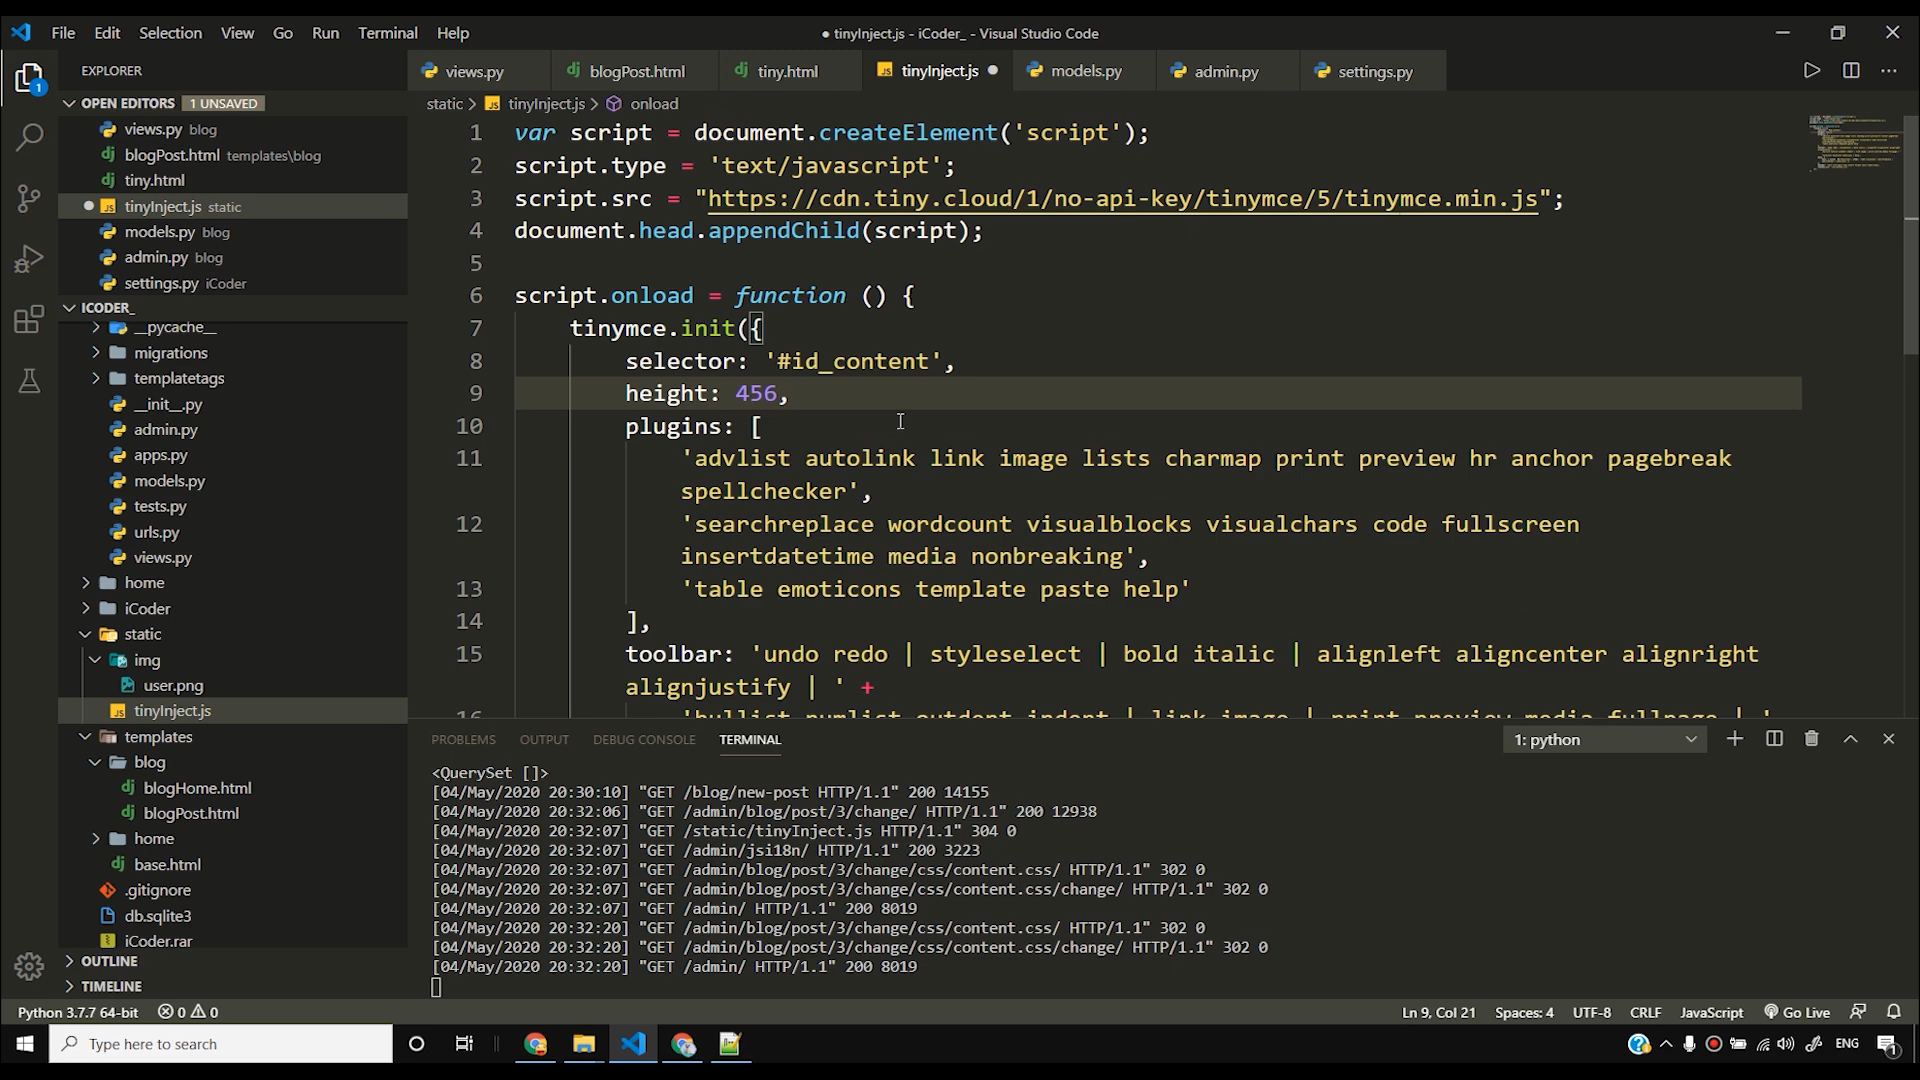 File Edit Selection View Go Run Terminal Help
● tinyInject.js - iCoder_ - Visual Studio Code
EXPLORER
OPEN EDITORS 1 UNSAVED
views.py blog
blogPost.html templates\blog
tiny.html
tinyInject.js static
models.py blog
admin.py blog
settings.py iCoder
ICODER_
__pycache__
migrations
templatetags
__init__.py
admin.py
apps.py
models.py
tests.py
urls.py
views.py
home
iCoder
static
img
user.png
tinyInject.js
templates
blog
blogHome.html
blogPost.html
home
base.html
.gitignore
db.sqlite3
iCoder.rar
OUTLINE
TIMELINE
views.py blogPost.html tiny.html tinyInject.js models.py admin.py settings.py
static > tinyInject.js > onload
1 var script = document.createElement('script');
2 script.type = 'text/javascript';
3 script.src = "https://cdn.tiny.cloud/1/no-api-key/tinymce/5/tinymce.min.js";
4 document.head.appendChild(script);
5
6 script.onload = function () {
7 tinymce.init({
8 selector: '#id_content',
9 height: 456,
10 plugins: [
11 'advlist autolink link image lists charmap print preview hr anchor pagebreak
spellchecker',
12 'searchreplace wordcount visualblocks visualchars code fullscreen
insertdatetime media nonbreaking',
13 'table emoticons template paste help'
14 ],
15 toolbar: 'undo redo | styleselect | bold italic | alignleft aligncenter alignright
alignjustify | ' +
16 'bullist numlist outdent indent | link image | print preview media fullpage | '
PROBLEMS OUTPUT DEBUG CONSOLE TERMINAL 1: python
<QuerySet []>
[04/May/2020 20:30:10] "GET /blog/new-post HTTP/1.1" 200 14155
[04/May/2020 20:32:06] "GET /admin/blog/post/3/change/ HTTP/1.1" 200 12938
[04/May/2020 20:32:07] "GET /static/tinyInject.js HTTP/1.1" 304 0
[04/May/2020 20:32:07] "GET /admin/jsi18n/ HTTP/1.1" 200 3223
[04/May/2020 20:32:07] "GET /admin/blog/post/3/change/css/content.css/ HTTP/1.1" 302 0
[04/May/2020 20:32:07] "GET /admin/blog/post/3/change/css/content.css/change/ HTTP/1.1" 302 0
[04/May/2020 20:32:07] "GET /admin/ HTTP/1.1" 200 8019
[04/May/2020 20:32:20] "GET /admin/blog/post/3/change/css/content.css/ HTTP/1.1" 302 0
[04/May/2020 20:32:20] "GET /admin/blog/post/3/change/css/content.css/change/ HTTP/1.1" 302 0
[04/May/2020 20:32:20] "GET /admin/ HTTP/1.1" 200 8019
Python 3.7.7 64-bit 0 0 Ln 9, Col 21 Spaces: 4 UTF-8 CRLF JavaScript Go Live
Type here to search ENG